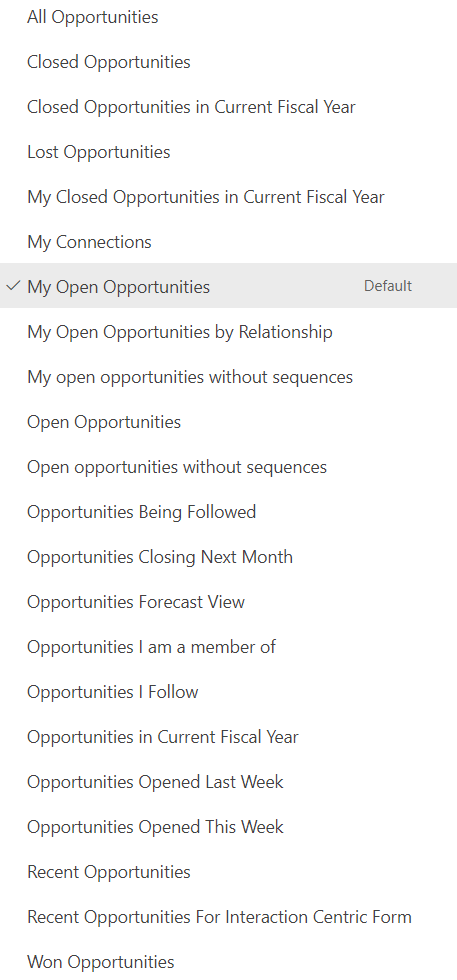 All Opportunities
Closed Opportunities
Closed Opportunities in Current Fiscal Year
Lost Opportunities
My Closed Opportunities in Current Fiscal Year
My Connections
My Open Opportunities Default
My Open Opportunities by Relationship
My open opportunities without sequences
Open Opportunities
Open opportunities without sequences
Opportunities Being Followed
Opportunities Closing Next Month
Opportunities Forecast View
Opportunities I am a member of
Opportunities I Follow
Opportunities in Current Fiscal Year
Opportunities Opened Last Week
Opportunities Opened This Week
Recent Opportunities
Recent Opportunities For Interaction Centric Form
Won Opportunities